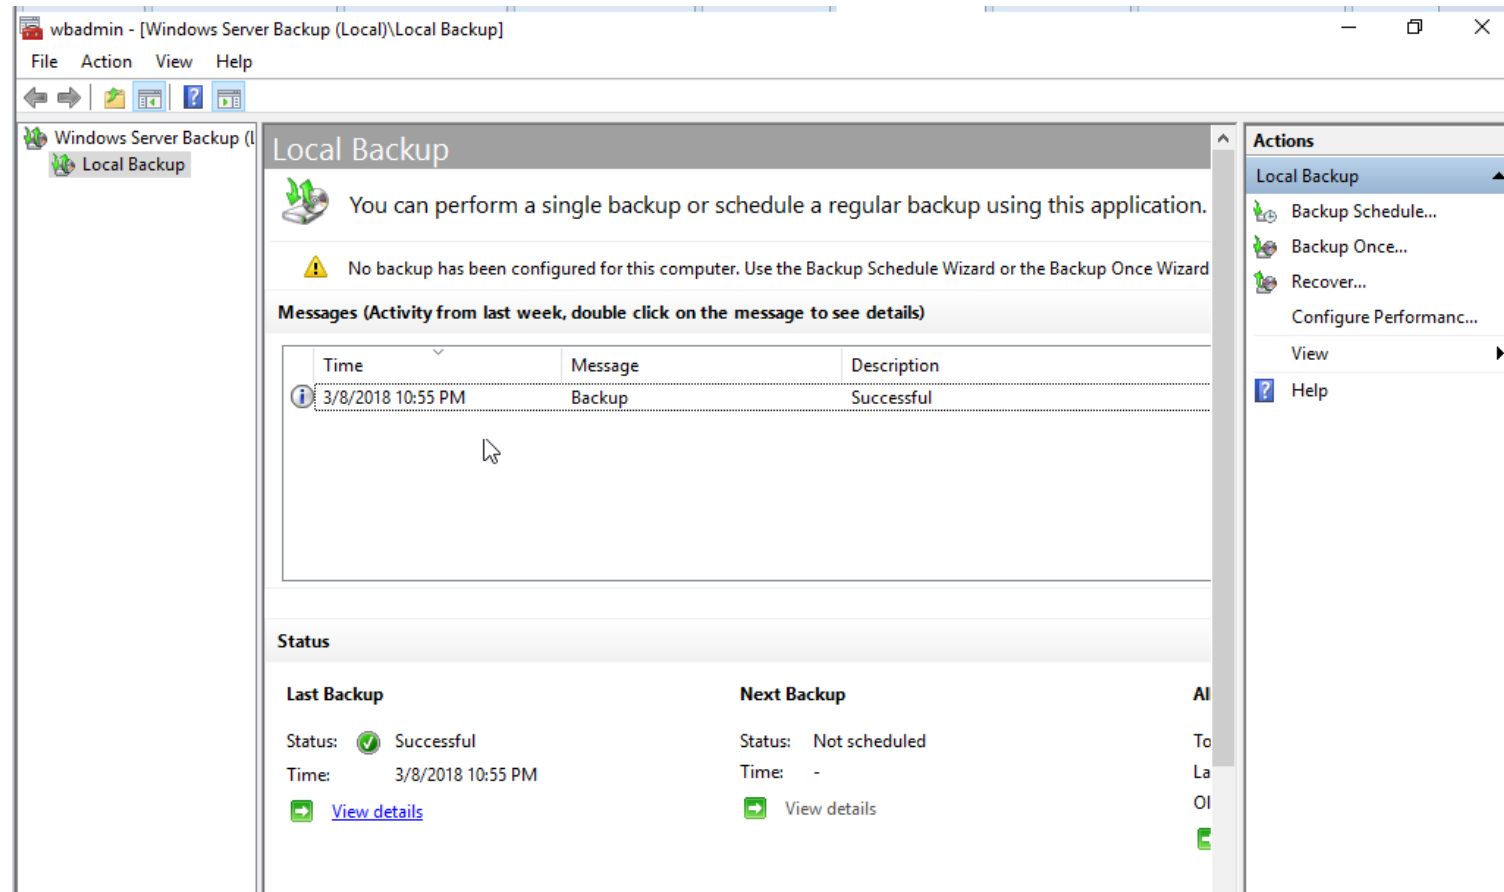 wbadmin - [Windows Server Backup (Local)\Local Backup]
File Action View Help
Windows Server Backup (L
Local Backup
Local Backup
You can perform a single backup or schedule a regular backup using this application.
No backup has been configured for this computer. Use the Backup Schedule Wizard or the Backup Once Wizard
Messages (Activity from last week, double click on the message to see details)
Time Message Description
3/8/2018 10:55 PM Backup Successful
Status
Last Backup
Status: Successful
Time: 3/8/2018 10:55 PM
View details
Next Backup
Status: Not scheduled
Time: -
View details
Al
To
La
Ol
Actions
Local Backup
Backup Schedule...
Backup Once...
Recover...
Configure Performanc...
View
Help